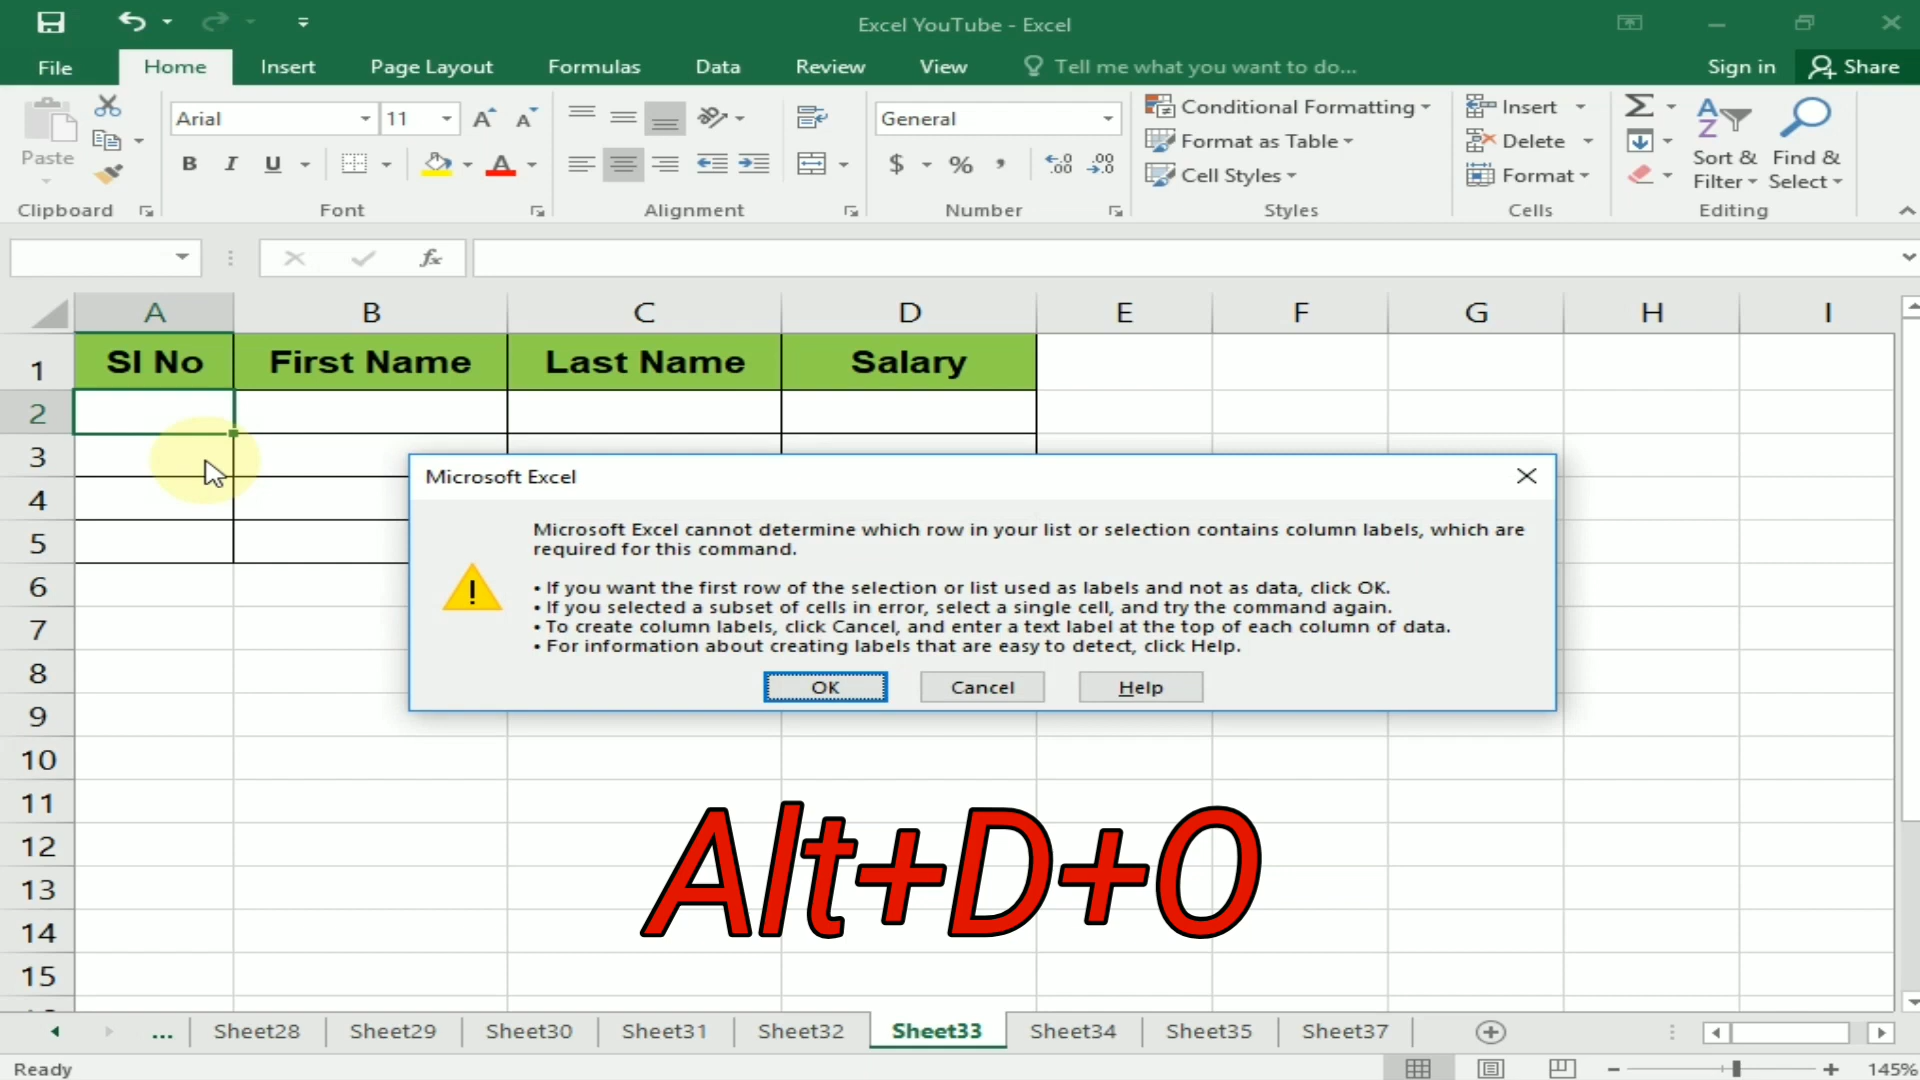 Excel YouTube - Excel
File Home Insert Page Layout Formulas Data Review View Tell me what you want to do... Sign in Share
Paste
Arial 11
B I U A
General
$ % ,
Conditional Formatting
Format as Table
Cell Styles
Insert
Delete
Format
Sort & Filter
Find & Select
Clipboard Font Alignment Number Styles Cells Editing
fx
A B C D E F G H I
1 Sl No First Name Last Name Salary
2
3
4
5
6
7
8
9
10
11
12
13
14
15
Microsoft Excel
Microsoft Excel cannot determine which row in your list or selection contains column labels, which are
required for this command.
• If you want the first row of the selection or list used as labels and not as data, click OK.
• If you selected a subset of cells in error, select a single cell, and try the command again.
• To create column labels, click Cancel, and enter a text label at the top of each column of data.
• For information about creating labels that are easy to detect, click Help.
OK Cancel Help
Alt+D+O
... Sheet28 Sheet29 Sheet30 Sheet31 Sheet32 Sheet33 Sheet34 Sheet35 Sheet37
Ready 145%